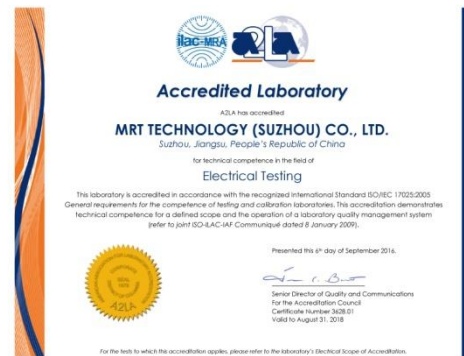 ilac-MRA
A2LA
Accredited Laboratory
A2LA has accredited
MRT TECHNOLOGY (SUZHOU) CO., LTD.
Suzhou, Jiangsu, People's Republic of China
for technical competence in the field of
Electrical Testing
This laboratory is accredited in accordance with the recognized International Standard ISO/IEC 17025:2005
General requirements for the competence of testing and calibration laboratories. This accreditation demonstrates
technical competence for a defined scope and the operation of a laboratory quality management system
(refer to joint ISO-ILAC-IAF Communiqué dated 8 January 2009).
Presented this 6th day of September 2016.
Senior Director of Quality and Communications
For the Accreditation Council
Certificate Number 3628.01
Valid to August 31, 2018
SEAL
1978
A2LA
For the tests to which this accreditation applies, please refer to the laboratory's Electrical Scope of Accreditation.